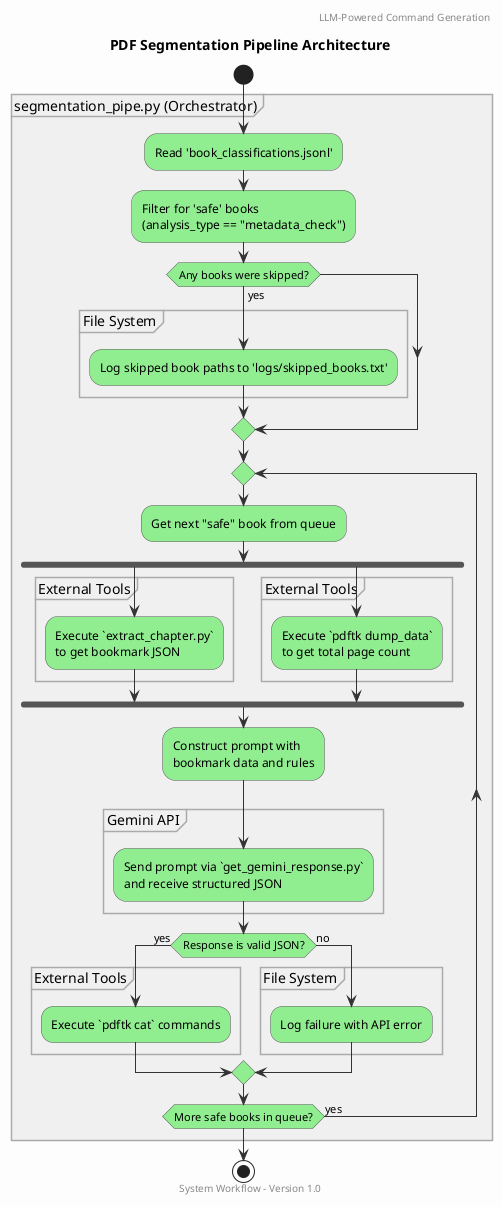 LLM-Powered Command Generation
PDF Segmentation Pipeline Architecture
segmentation_pipe.py (Orchestrator)
Read 'book_classifications.jsonl'
Filter for 'safe' books
(analysis_type == "metadata_check")
Any books were skipped?
yes
File System
Log skipped book paths to 'logs/skipped_books.txt'
Get next "safe" book from queue
External Tools
Execute `extract_chapter.py`
to get bookmark JSON
External Tools
Execute `pdftk dump_data`
to get total page count
Construct prompt with
bookmark data and rules
Gemini API
Send prompt via `get_gemini_response.py`
and receive structured JSON
Response is valid JSON?
yes
no
External Tools
Execute `pdftk cat` commands
File System
Log failure with API error
More safe books in queue?
yes
System Workflow - Version 1.0